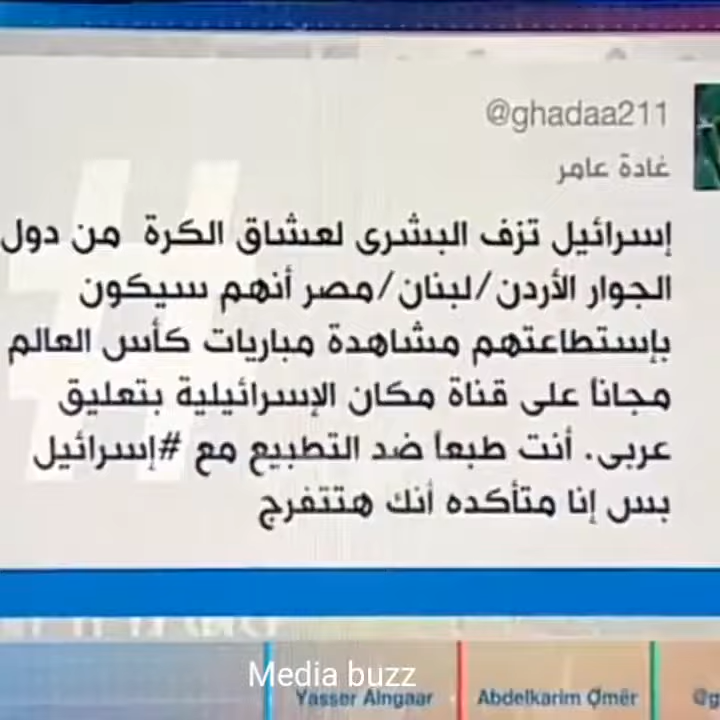 @ghadaa211
غادة عامر
إسرائيل تزف البشرى لعشاق الكرة من دول
الجوار الأردن/لبنان/مصر أنهم سيكون
بإستطاعتهم مشاهدة مباريات كأس العالم
مجاناً على قناة مكان الإسرائيلية بتعليق
عربى. أنت طبعاً ضد التطبيع مع #إسرائيل
بس إنا متأكده أنك هتتفرج
Media buzz
Yasser Alngaar
Abdelkarim Ømër
@g